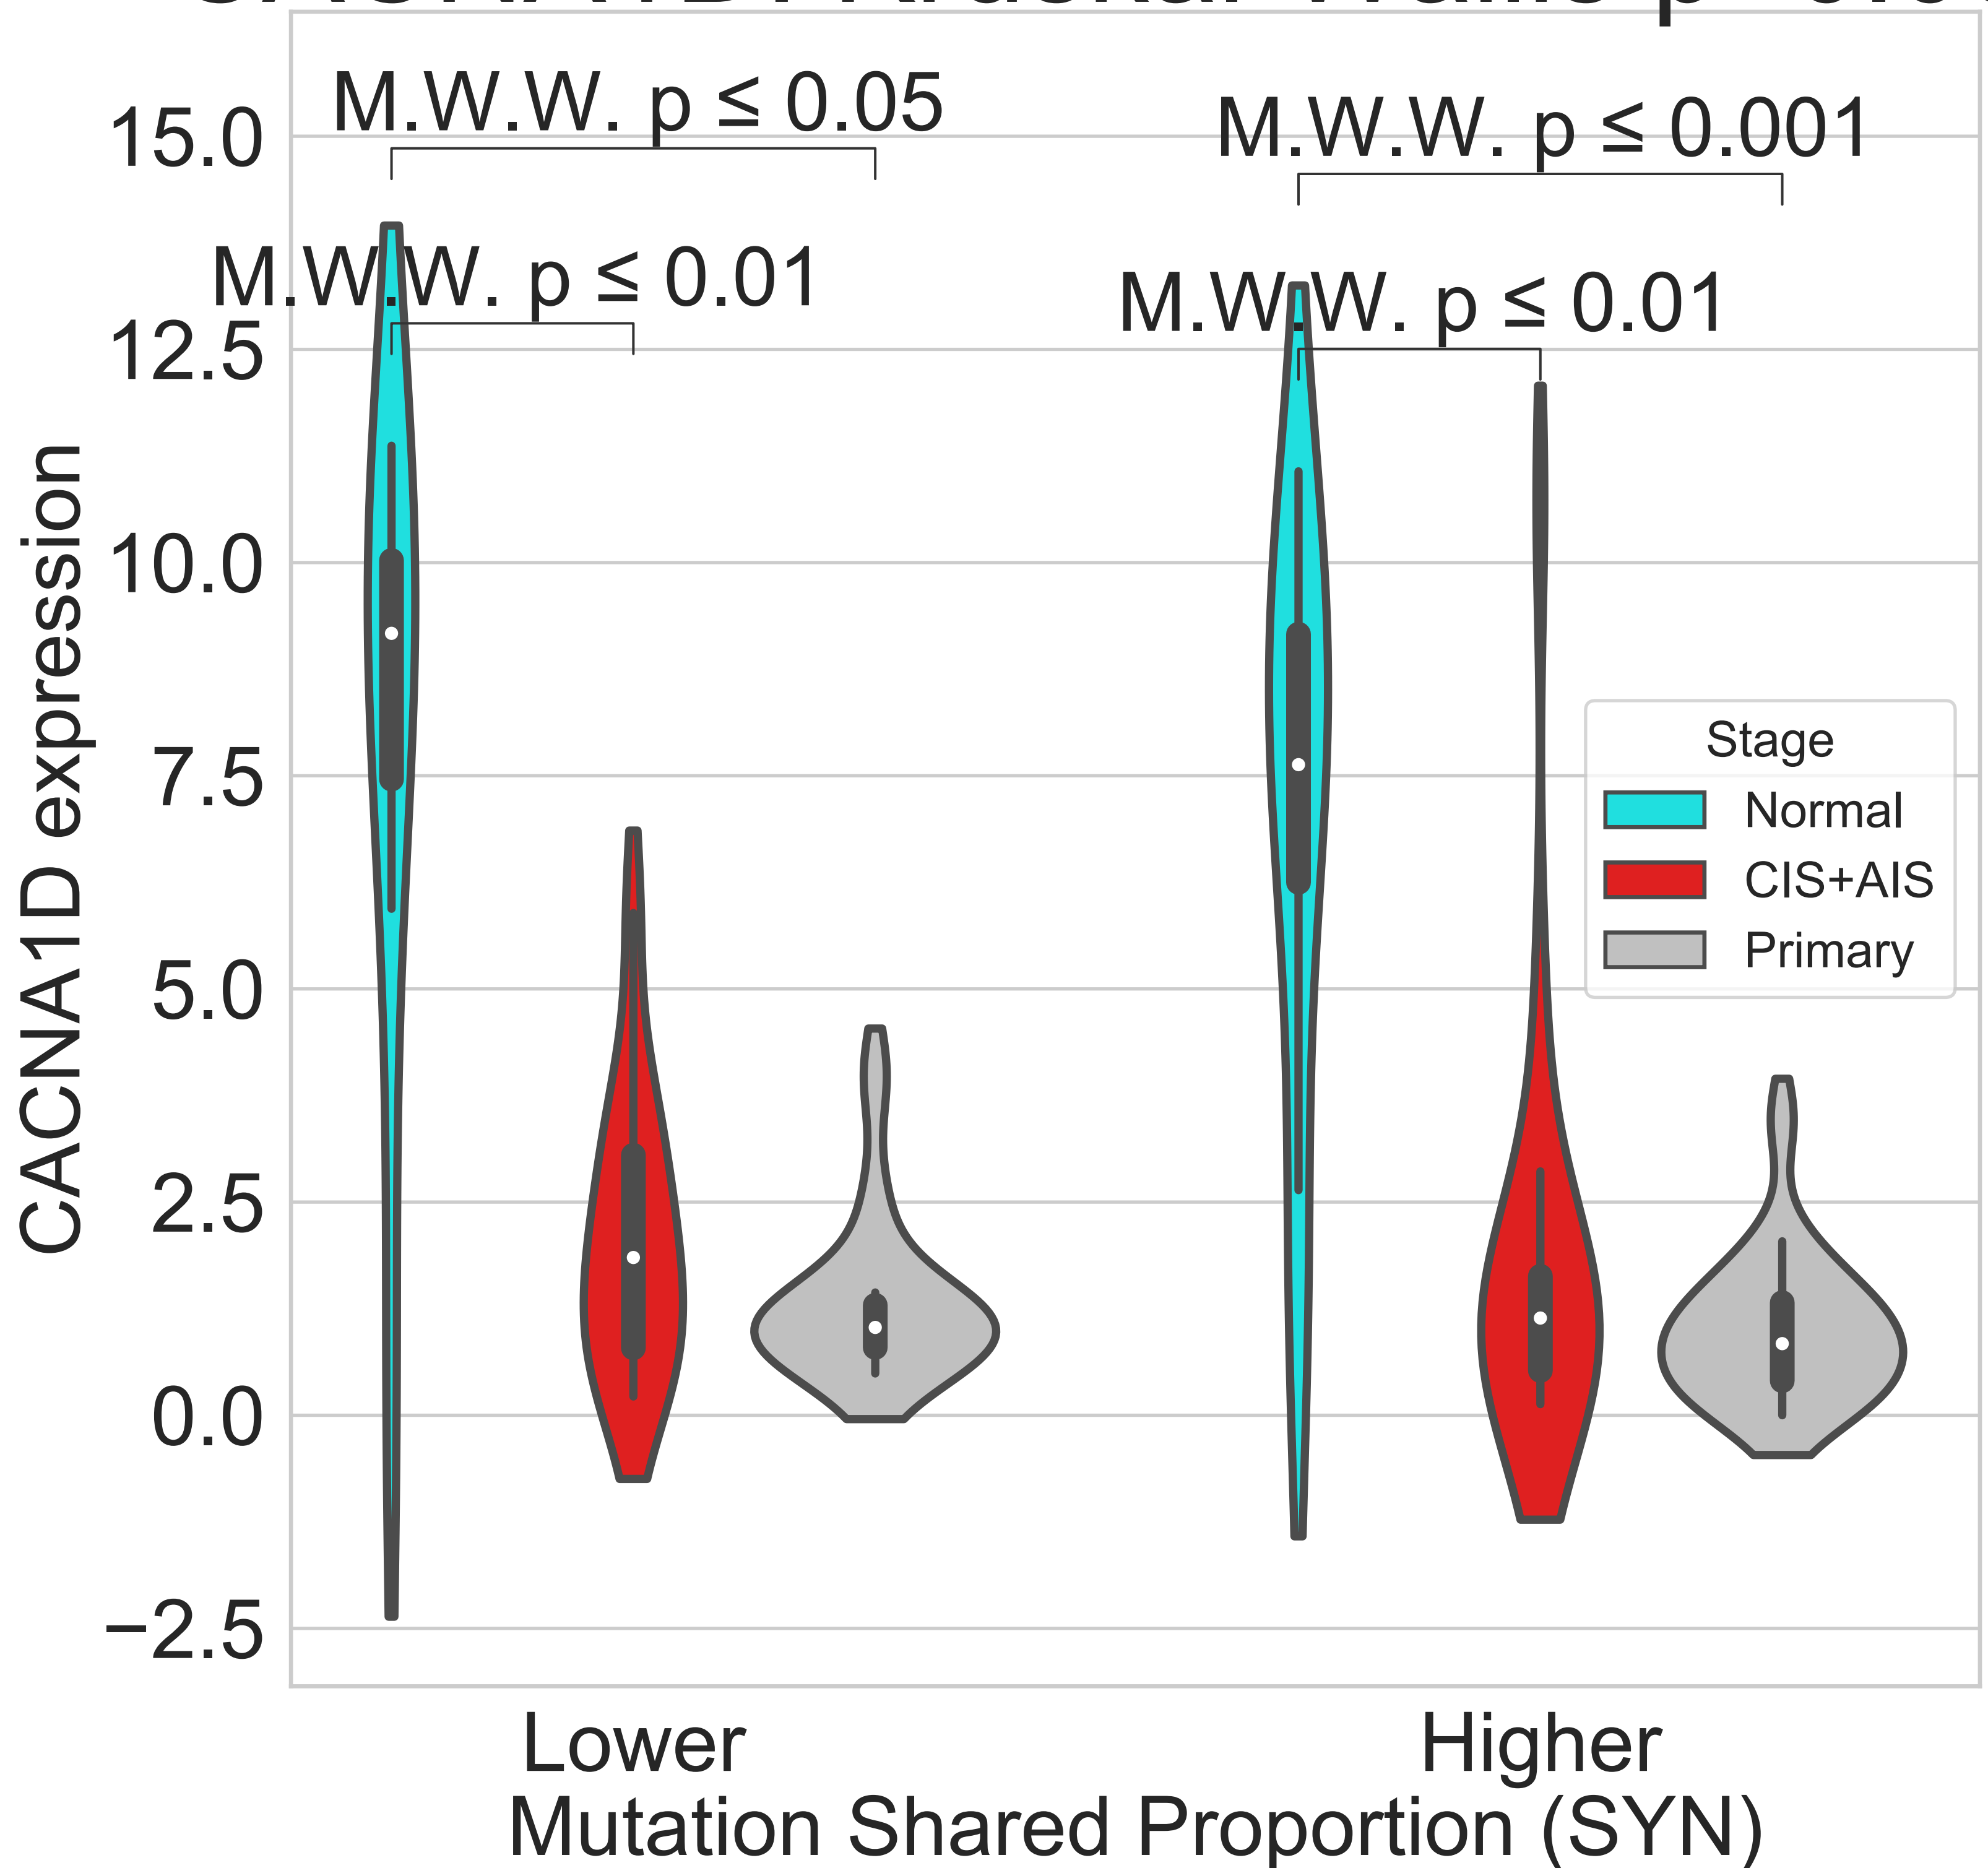 M.W.W. p ≤ 0.05
M.W.W. p ≤ 0.001
M.W.W. p ≤ 0.01
M.W.W. p ≤ 0.01
15.0
12.5
10.0
7.5
5.0
2.5
0.0
−2.5
CACNA1D expression
Stage
Normal
CIS+AIS
Primary
Lower
Higher
Mutation Shared Proportion (SYN)